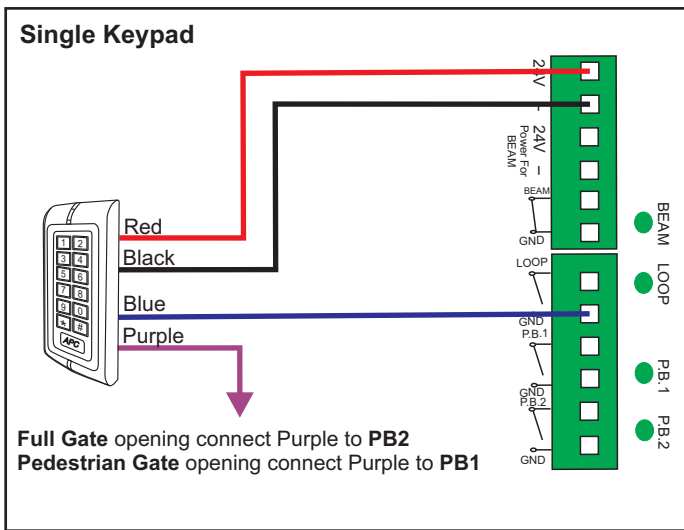 Single Keypad
24V
-
24V
-
Power For
BEAM
BEAM
GND
BEAM
LOOP
GND
LOOP
P.B.1
GND
P.B.1
P.B.2
GND
P.B.2
Red
Black
Blue
Purple
1 2
3 4
5 6
7 8
9 0
* #
APC
Full Gate opening connect Purple to PB2
Pedestrian Gate opening connect Purple to PB1